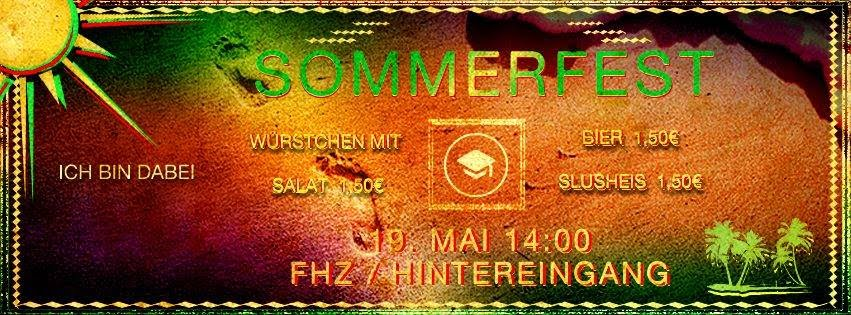 SOMMERFEST
ICH BIN DABEI
WÜRSTCHEN MIT
SALAT 1,50€
BIER 1,50€
SLUSHEIS 1,50€
19. MAI 14:00
FHZ / HINTEREINGANG